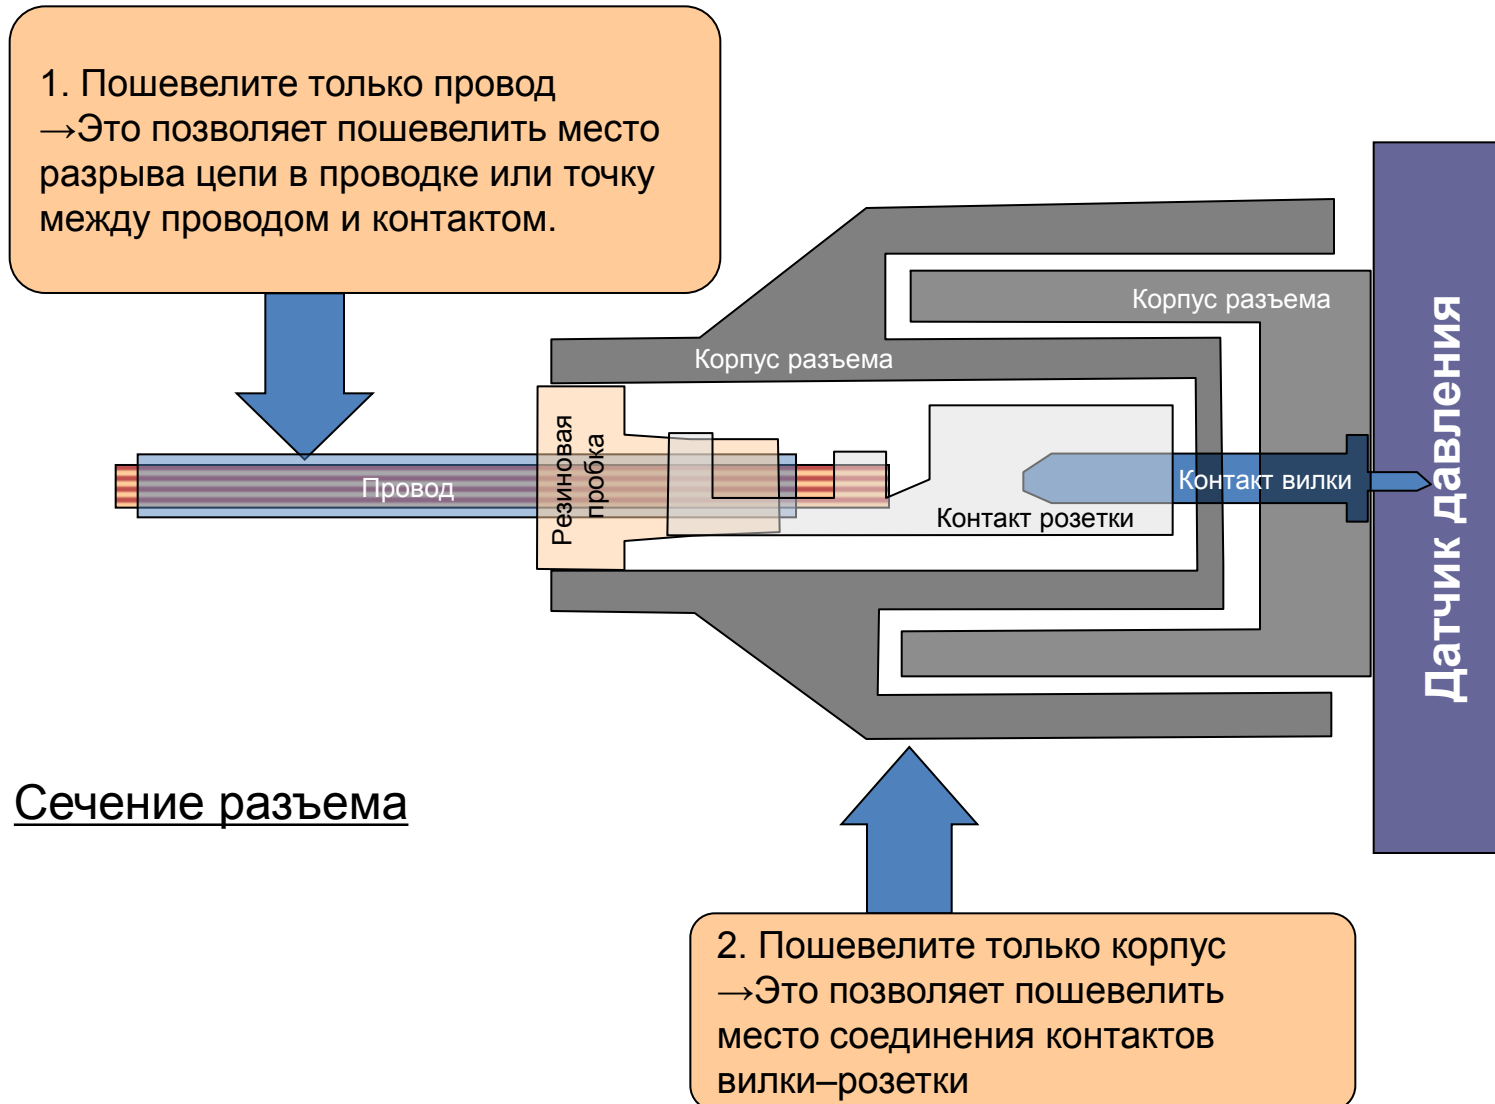 1. Пошевелите только провод
→Это позволяет пошевелить место
разрыва цепи в проводке или точку
между проводом и контактом.
Корпус разъема
Корпус разъема
Резиновая
пробка
Провод
Контакт вилки
Контакт розетки
Датчик давления
Сечение разъема
2. Пошевелите только корпус
→Это позволяет пошевелить
место соединения контактов
вилки–розетки